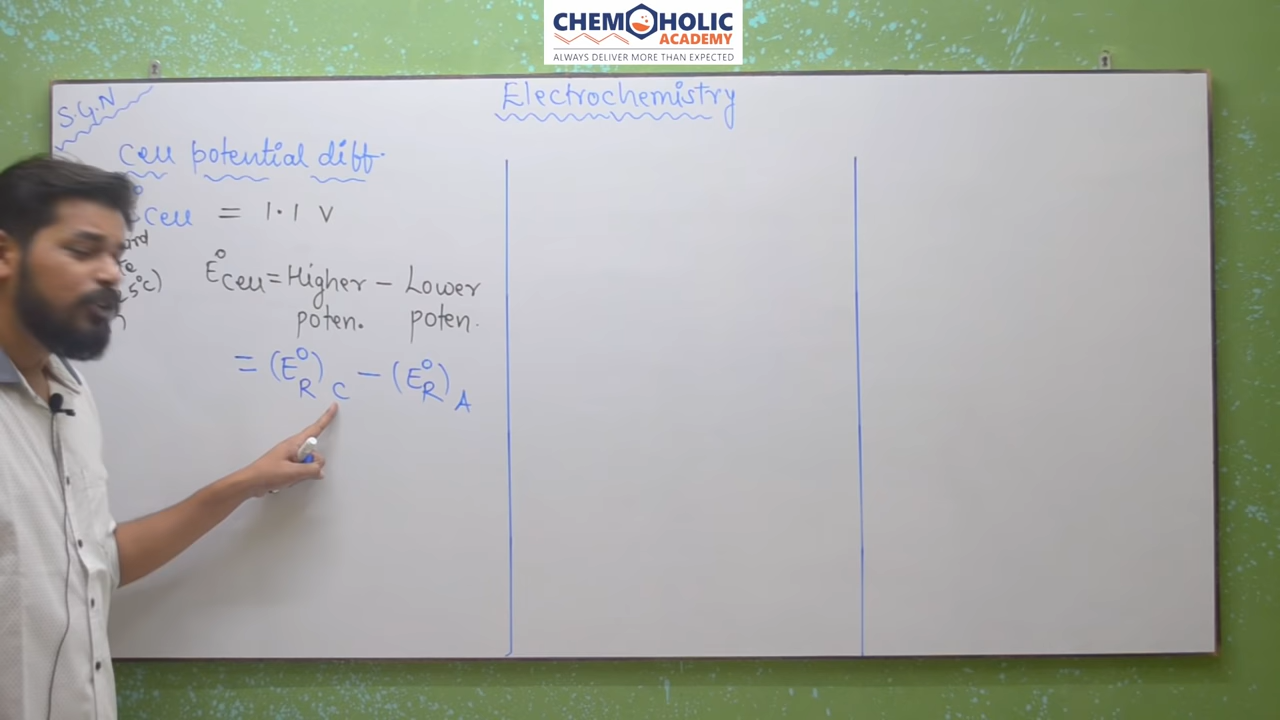 CHEMOHOLIC
ACADEMY
ALWAYS DELIVER MORE THAN EXPECTED
Electrochemistry
S.G.N
Cell potential diff.
cell = 1.1 V
E°cell = Higher - Lower
poten. poten.
= (E°R)C - (E°R)A